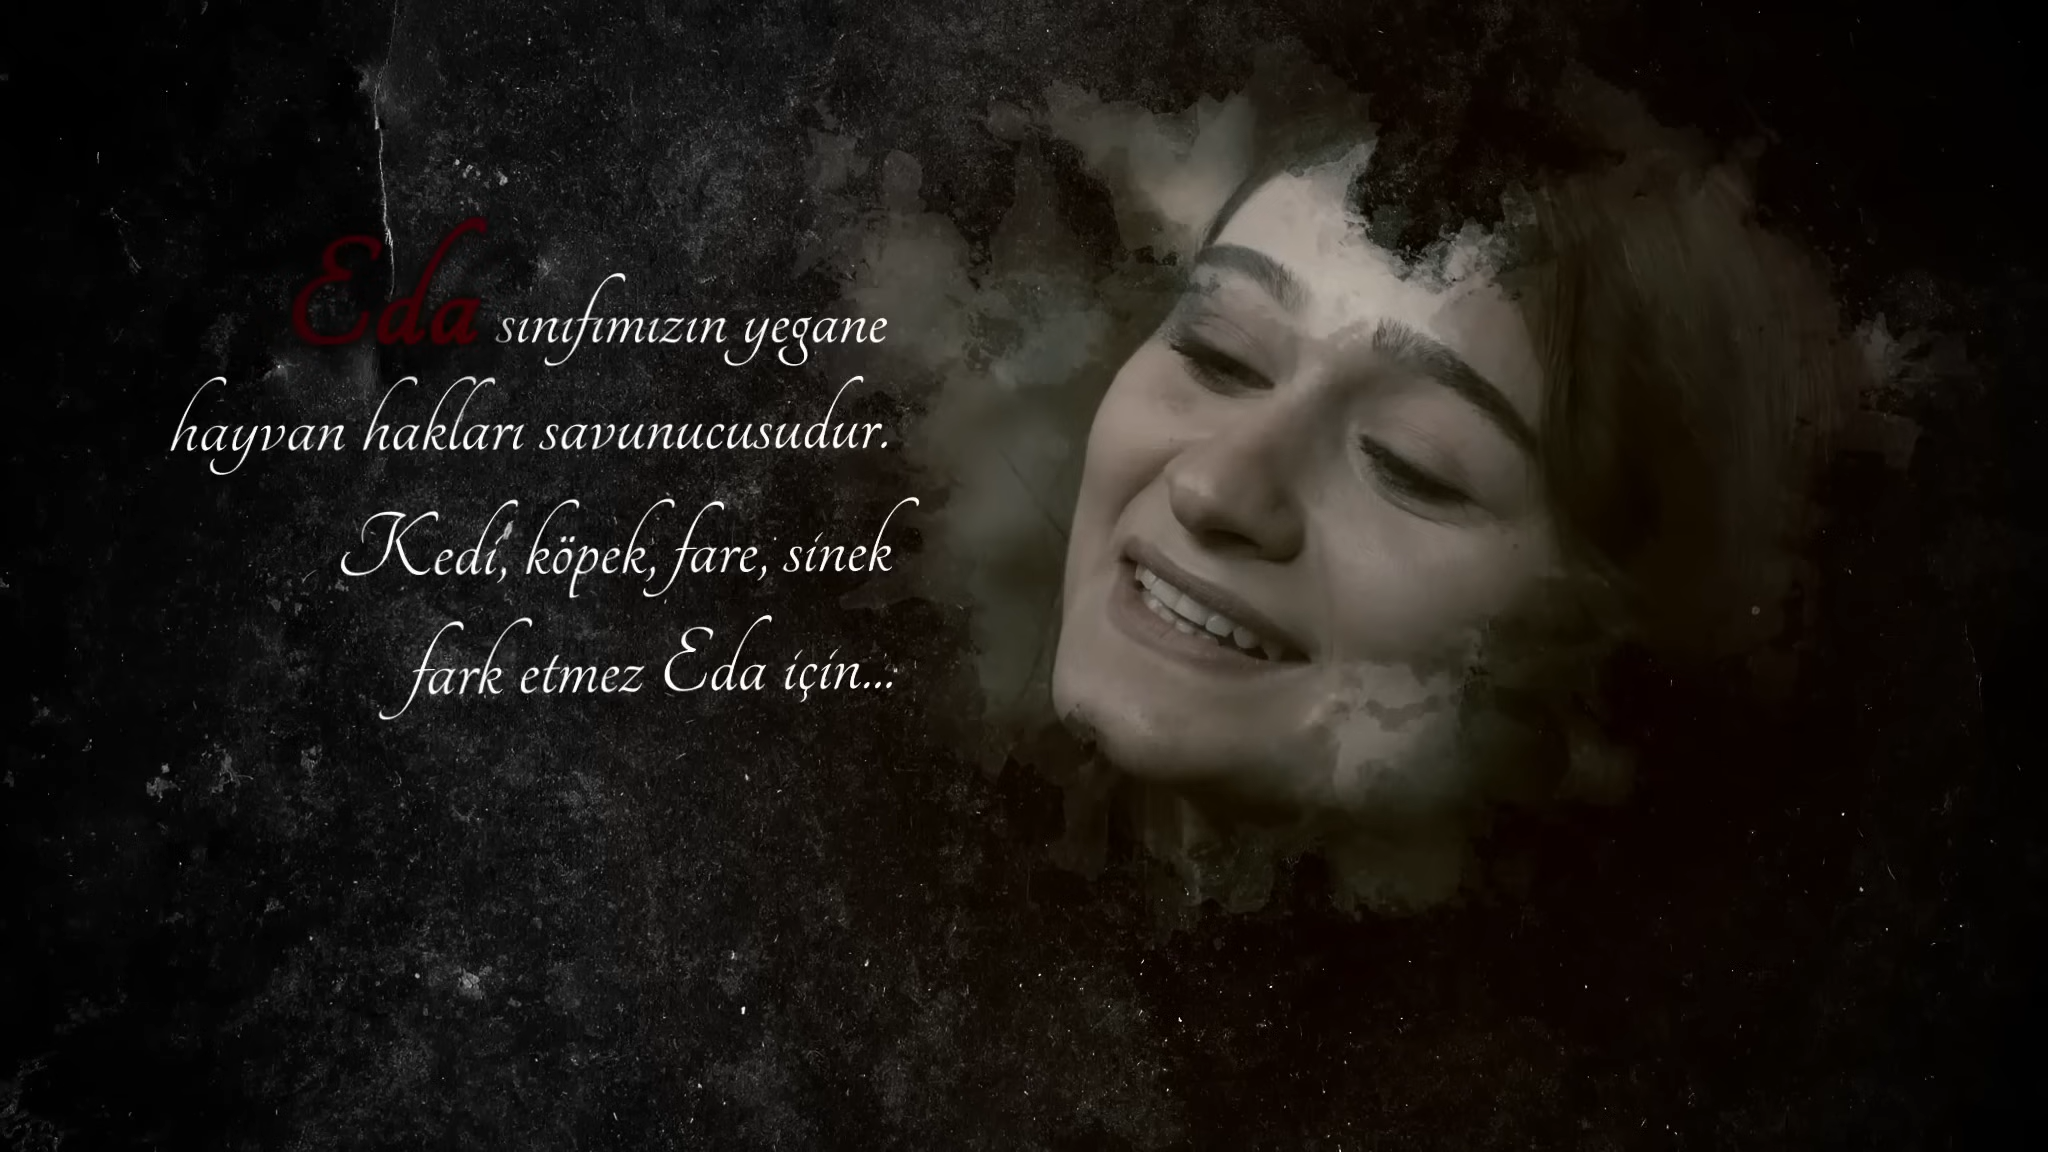 Eda sınıfımızın yegane
hayvan hakları savunucusudur.
Kedi, köpek, fare, sinek
fark etmez Eda için...